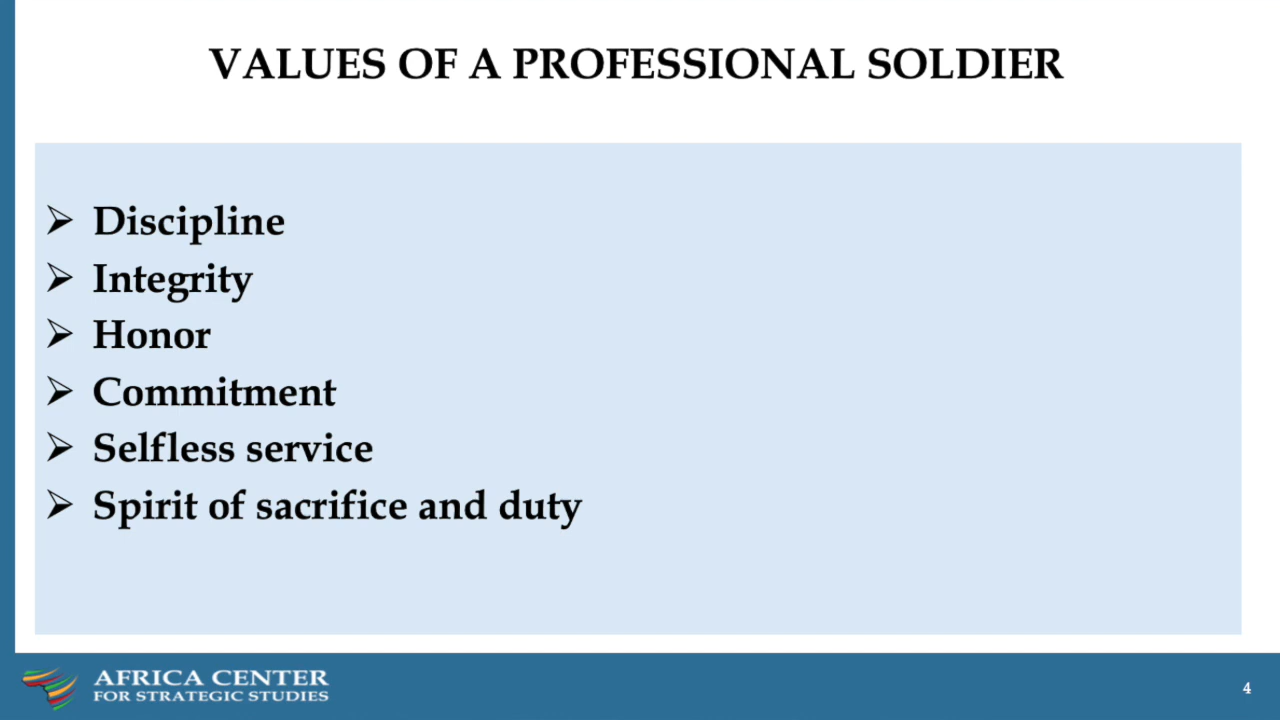 VALUES OF A PROFESSIONAL SOLDIER
➢ Discipline
➢ Integrity
➢ Honor
➢ Commitment
➢ Selfless service
➢ Spirit of sacrifice and duty
AFRICA CENTER
FOR STRATEGIC STUDIES
4